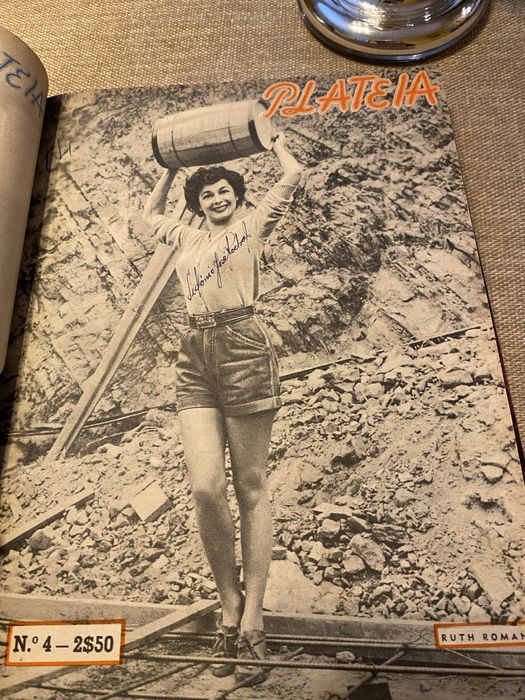 PLATEIA
N.º 4 – 2$50
RUTH ROMAN